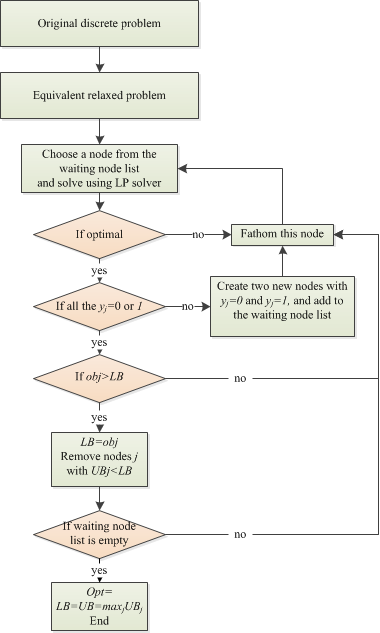 Original discrete problem
Equivalent relaxed problem
Choose a node from the
waiting node list
and solve using LP solver
If optimal
no
Fathom this node
yes
If all the yj=0 or 1
no
Create two new nodes with
yj=0 and yj=1, and add to
the waiting node list
yes
If obj>LB
no
yes
LB=obj
Remove nodes j
with UBj<LB
If waiting node
list is empty
no
yes
Opt=
LB=UB=maxjUBj
End